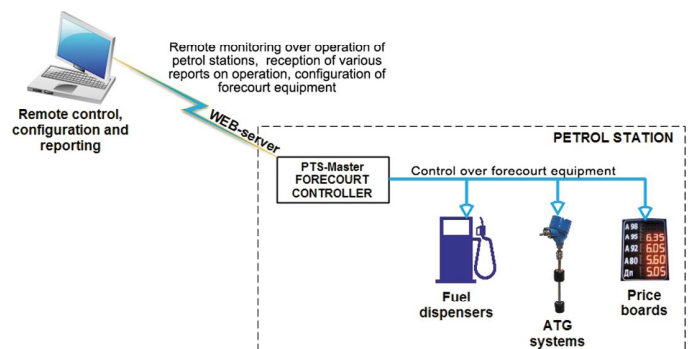 Remote monitoring over operation of
petrol stations, reception of various
reports on operation, configuration of
forecourt equipment
Remote control,
configuration and
reporting
WEB-server
PETROL STATION
PTS-Master
FORECOURT
CONTROLLER
Control over forecourt equipment
A 98
A 95 6.35
A 92 6.05
A 80 5.60
Дп 5.05
Fuel
dispensers
ATG
systems
Price
boards